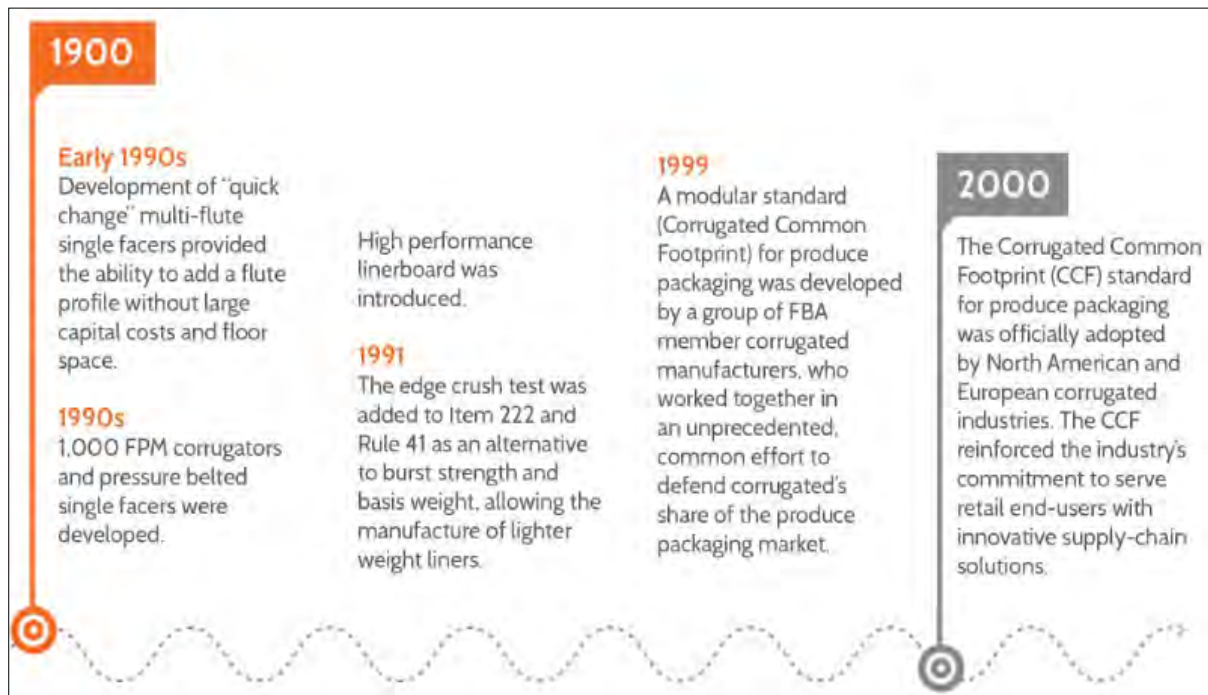 1900
Early 1990s
Development of "quick
change" multi-flute
single facers provided
the ability to add a flute
profile without large
capital costs and floor
space.
1990s
1,000 FPM corrugators
and pressure belted
single facers were
developed.
High performance
linerboard was
introduced.
1991
The edge crush test was
added to Item 222 and
Rule 41 as an alternative
to burst strength and
basis weight, allowing the
manufacture of lighter
weight liners.
1999
A modular standard
(Corrugated Common
Footprint) for produce
packaging was developed
by a group of FBA
member corrugated
manufacturers, who
worked together in
an unprecedented,
common effort to
defend corrugated's
share of the produce
packaging market.
2000
The Corrugated Common
Footprint (CCF) standard
for produce packaging
was officially adopted
by North American and
European corrugated
industries. The CCF
reinforced the industry's
commitment to serve
retail end-users with
innovative supply-chain
solutions.